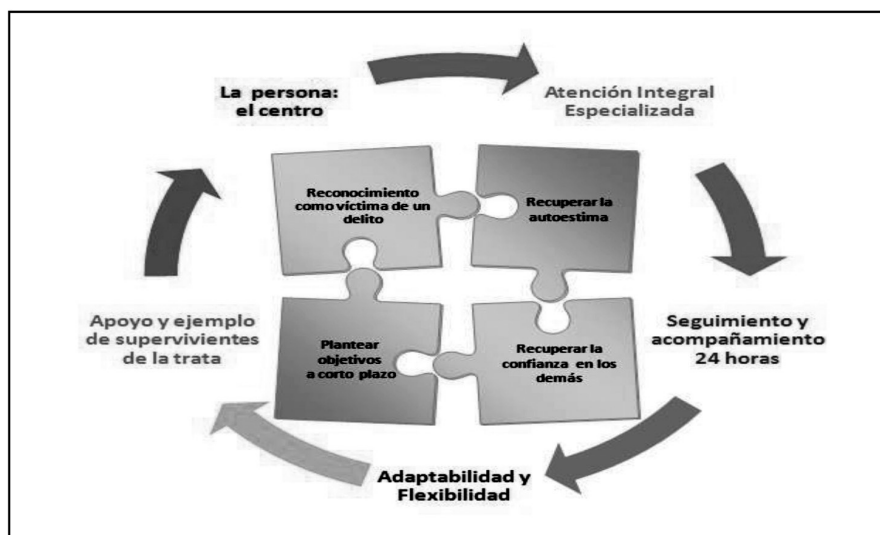 La persona:
el centro
Atención Integral
Especializada
Reconocimiento
como víctima de un
delito
Recuperar la
autoestima
Apoyo y ejemplo
de supervivientes
de la trata
Plantear
objetivos
a corto plazo
Recuperar la
confianza en los
demás
Seguimiento y
acompañamiento
24 horas
Adaptabilidad y
Flexibilidad